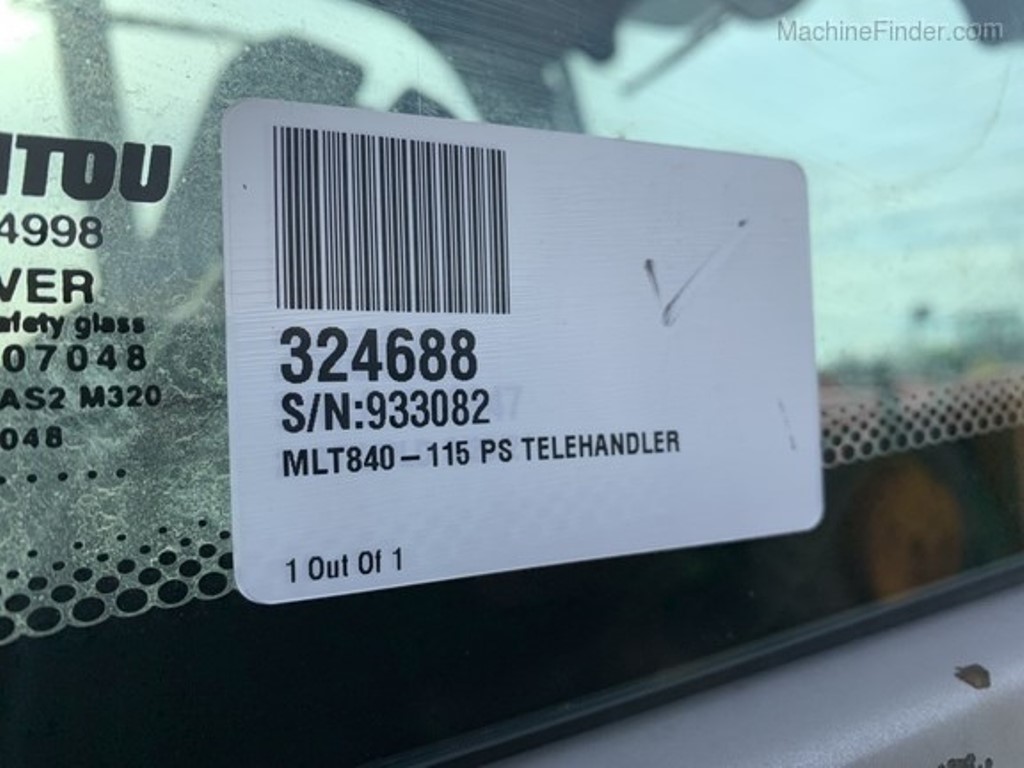 MachineFinder.com
ITOU
4998
VER
afety glass
07048
AS2 M320
048
324688
S/N:933082
MLT840-115 PS TELEHANDLER
1 Out Of 1